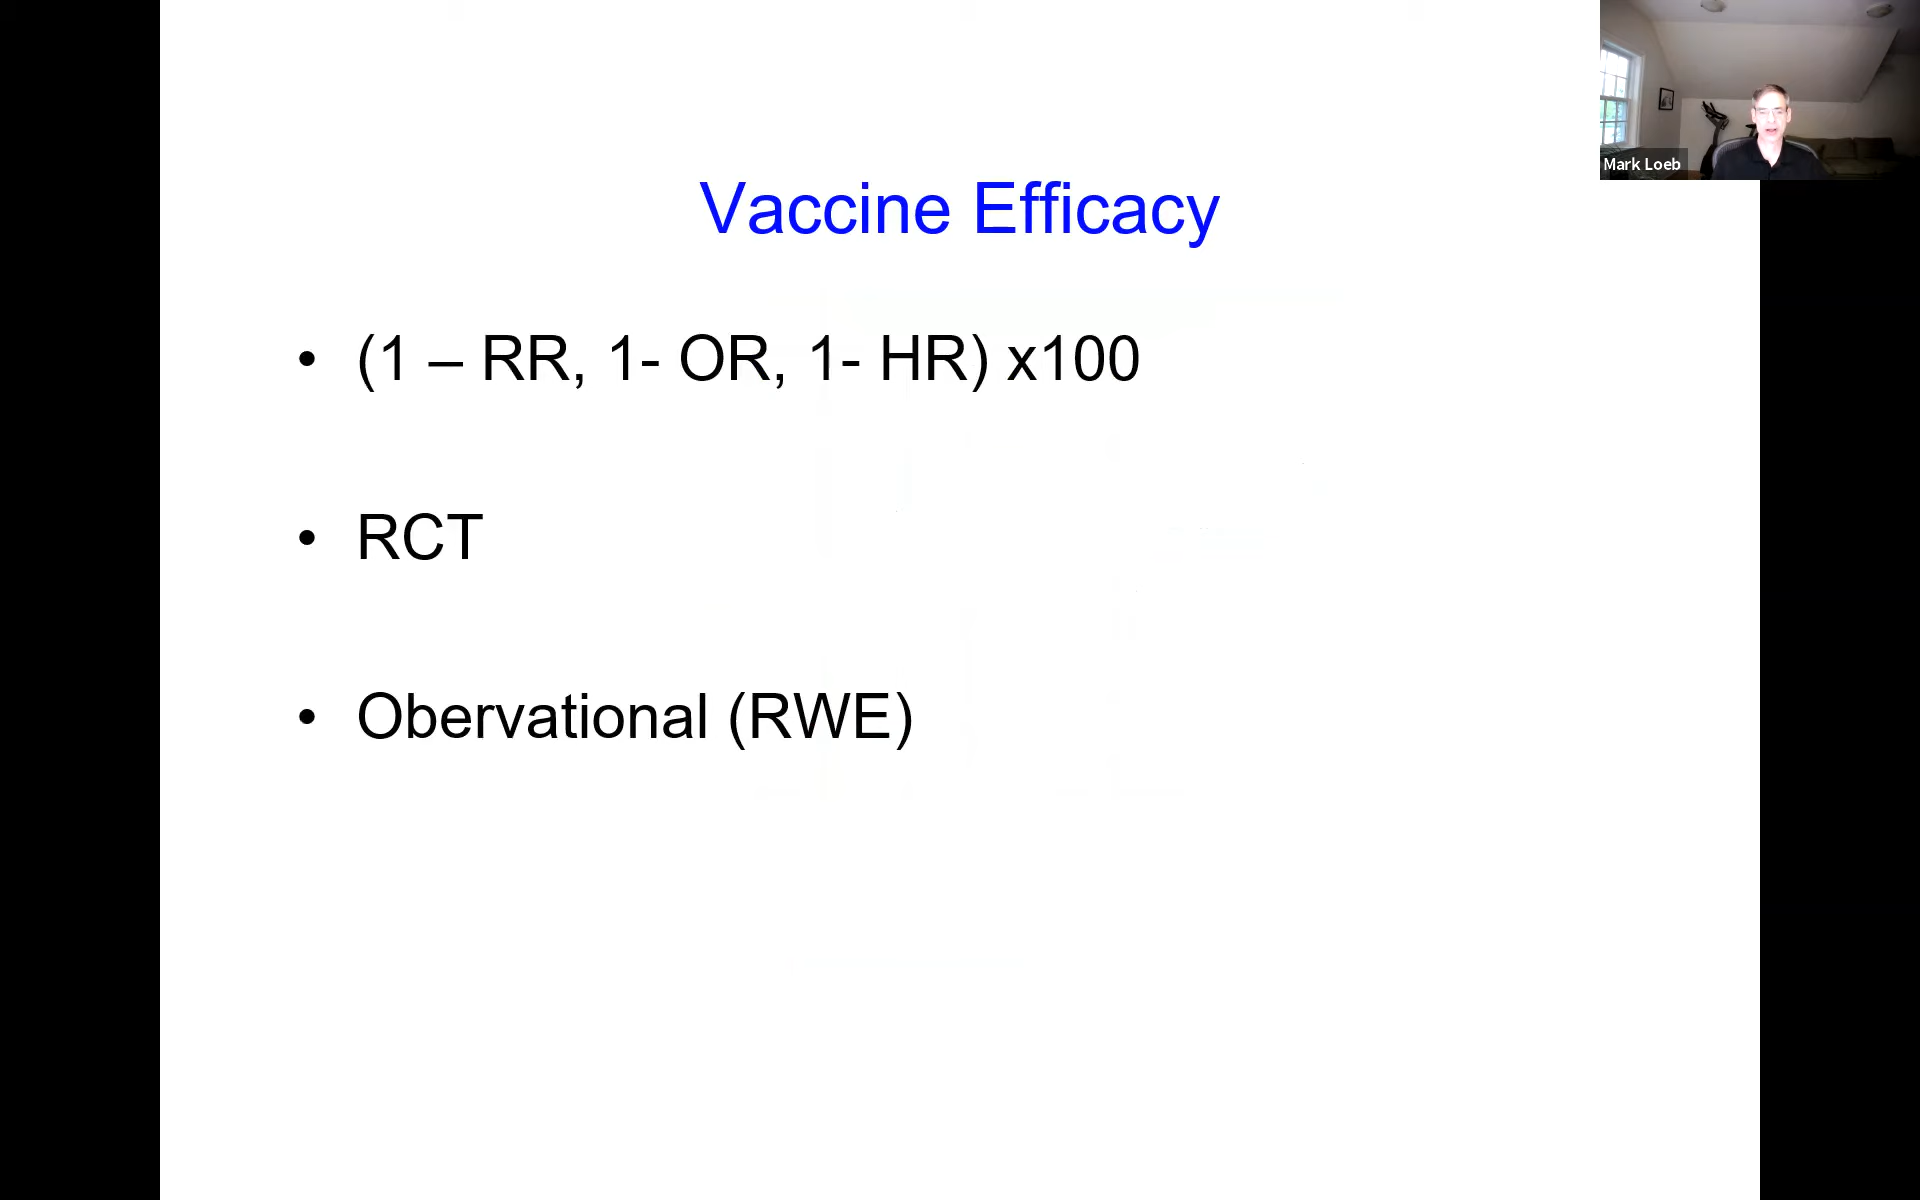 Mark Loeb
Vaccine Efficacy
• (1 – RR, 1- OR, 1- HR) x100
• RCT
• Obervational (RWE)